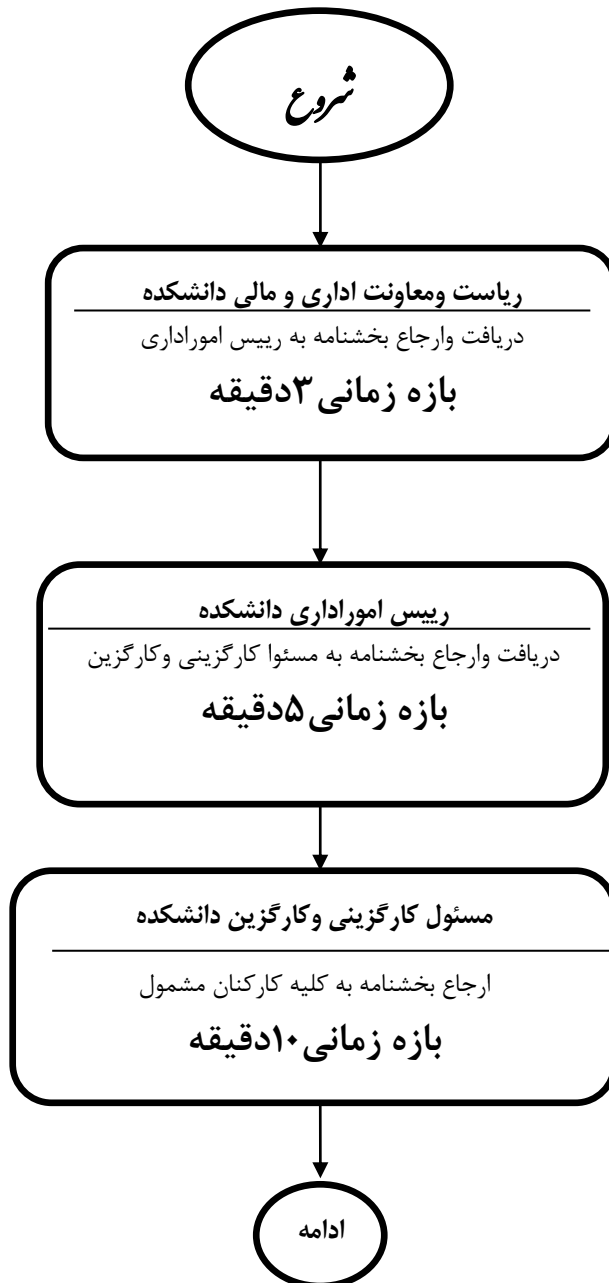 شروع
ریاست ومعاونت اداری و مالی دانشکده
دریافت وارجاع بخشنامه به رییس اموراداری
بازه زمانی۳دقیقه
رییس اموراداری دانشکده
دریافت وارجاع بخشنامه به مسئوا کارگزینی وکارگزین
بازه زمانی۵دقیقه
مسئول کارگزینی وکارگزین دانشکده
ارجاع بخشنامه به کلیه کارکنان مشمول
بازه زمانی۱۰دقیقه
ادامه